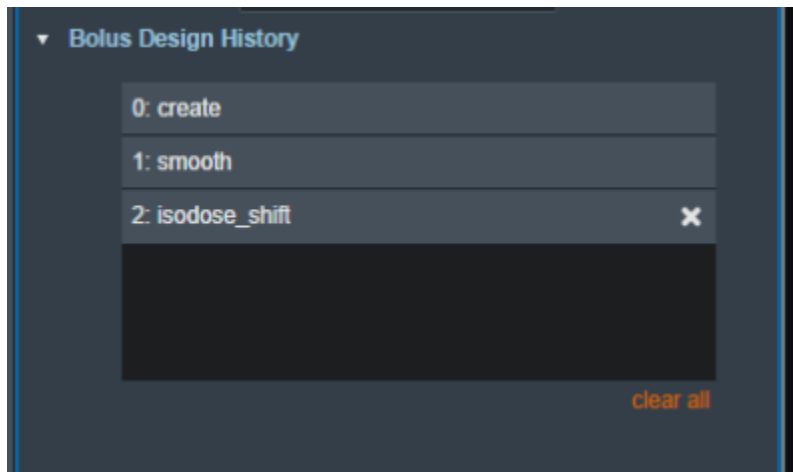 Bolus Design History
0: create
1: smooth
2: isodose_shift
clear all